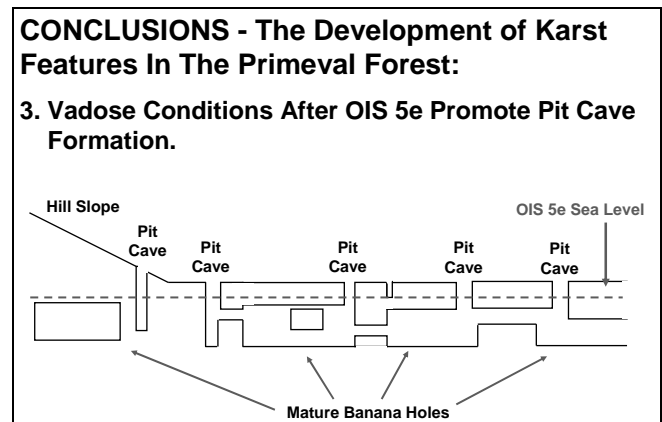 CONCLUSIONS - The Development of Karst
Features In The Primeval Forest:
3. Vadose Conditions After OIS 5e Promote Pit Cave
Formation.
Hill Slope
OIS 5e Sea Level
Pit
Cave
Pit
Cave
Pit
Cave
Pit
Cave
Pit
Cave
Mature Banana Holes